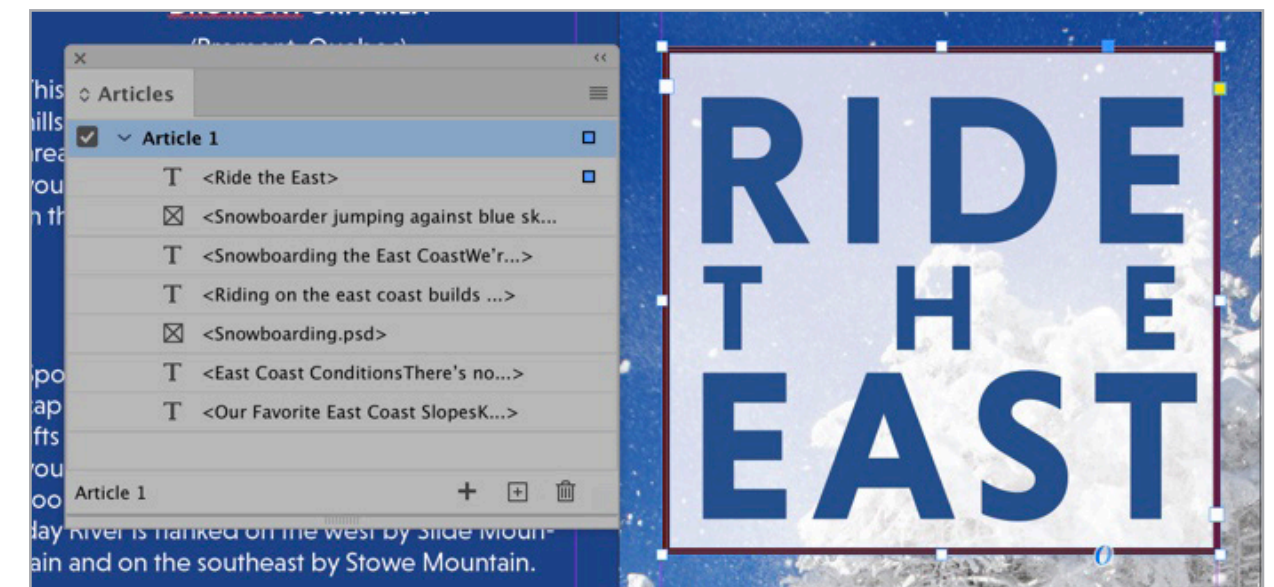 (Bromont, Quebec)
Articles
Article 1
T <Ride the East>
<Snowboarder jumping against blue sk...
T <Snowboarding the East CoastWe'r...>
T <Riding on the east coast builds ...>
<Snowboarding.psd>
T <East Coast ConditionsThere's no...>
T <Our Favorite East Coast SlopesK...>
Article 1
day River is flanked on the west by Slide Moun-
ain and on the southeast by Stowe Mountain.
RIDE
THE
EAST